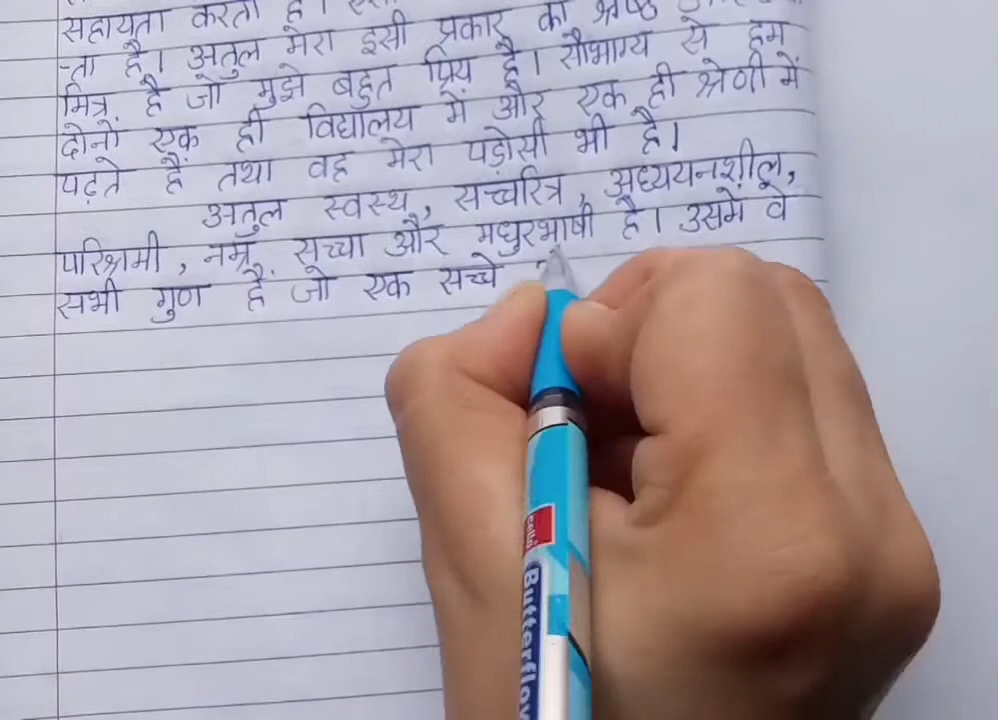 सहायता करता है।
-ता है। अतुल मेरा इसी प्रकार का श्रेष्ठ
मित्र है जो मुझे बहुत प्रिय है। सौभाग्य से हम
दोनों एक ही विद्यालय में और एक ही श्रेणी में
पढ़ते हैं तथा वह मेरा पड़ोसी भी है।
अतुल स्वस्थ, सच्चरित्र, अध्ययनशील,
परिश्रमी, नम्र, सच्चा और मधुरभाषी है। उसमें वे
सभी गुण हैं जो एक सच्चे
cello
Butterflow